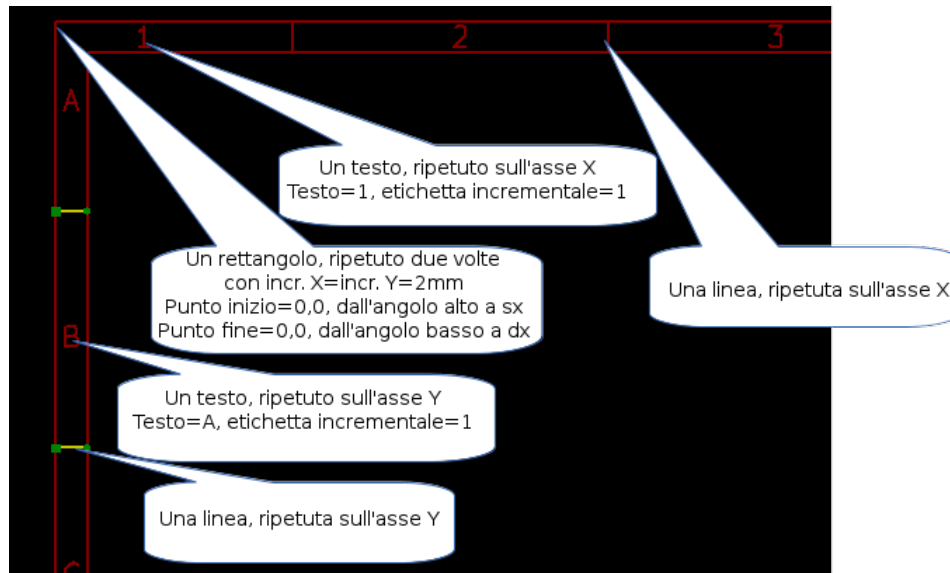 1
2
3
A
Un testo, ripetuto sull'asse X
Testo=1, etichetta incrementale=1
Un rettangolo, ripetuto due volte
con incr. X=incr. Y=2mm
Punto inizio=0,0, dall'angolo alto a sx
Punto fine=0,0, dall'angolo basso a dx
Una linea, ripetuta sull'asse X
B
Un testo, ripetuto sull'asse Y
Testo=A, etichetta incrementale=1
Una linea, ripetuta sull'asse Y
C